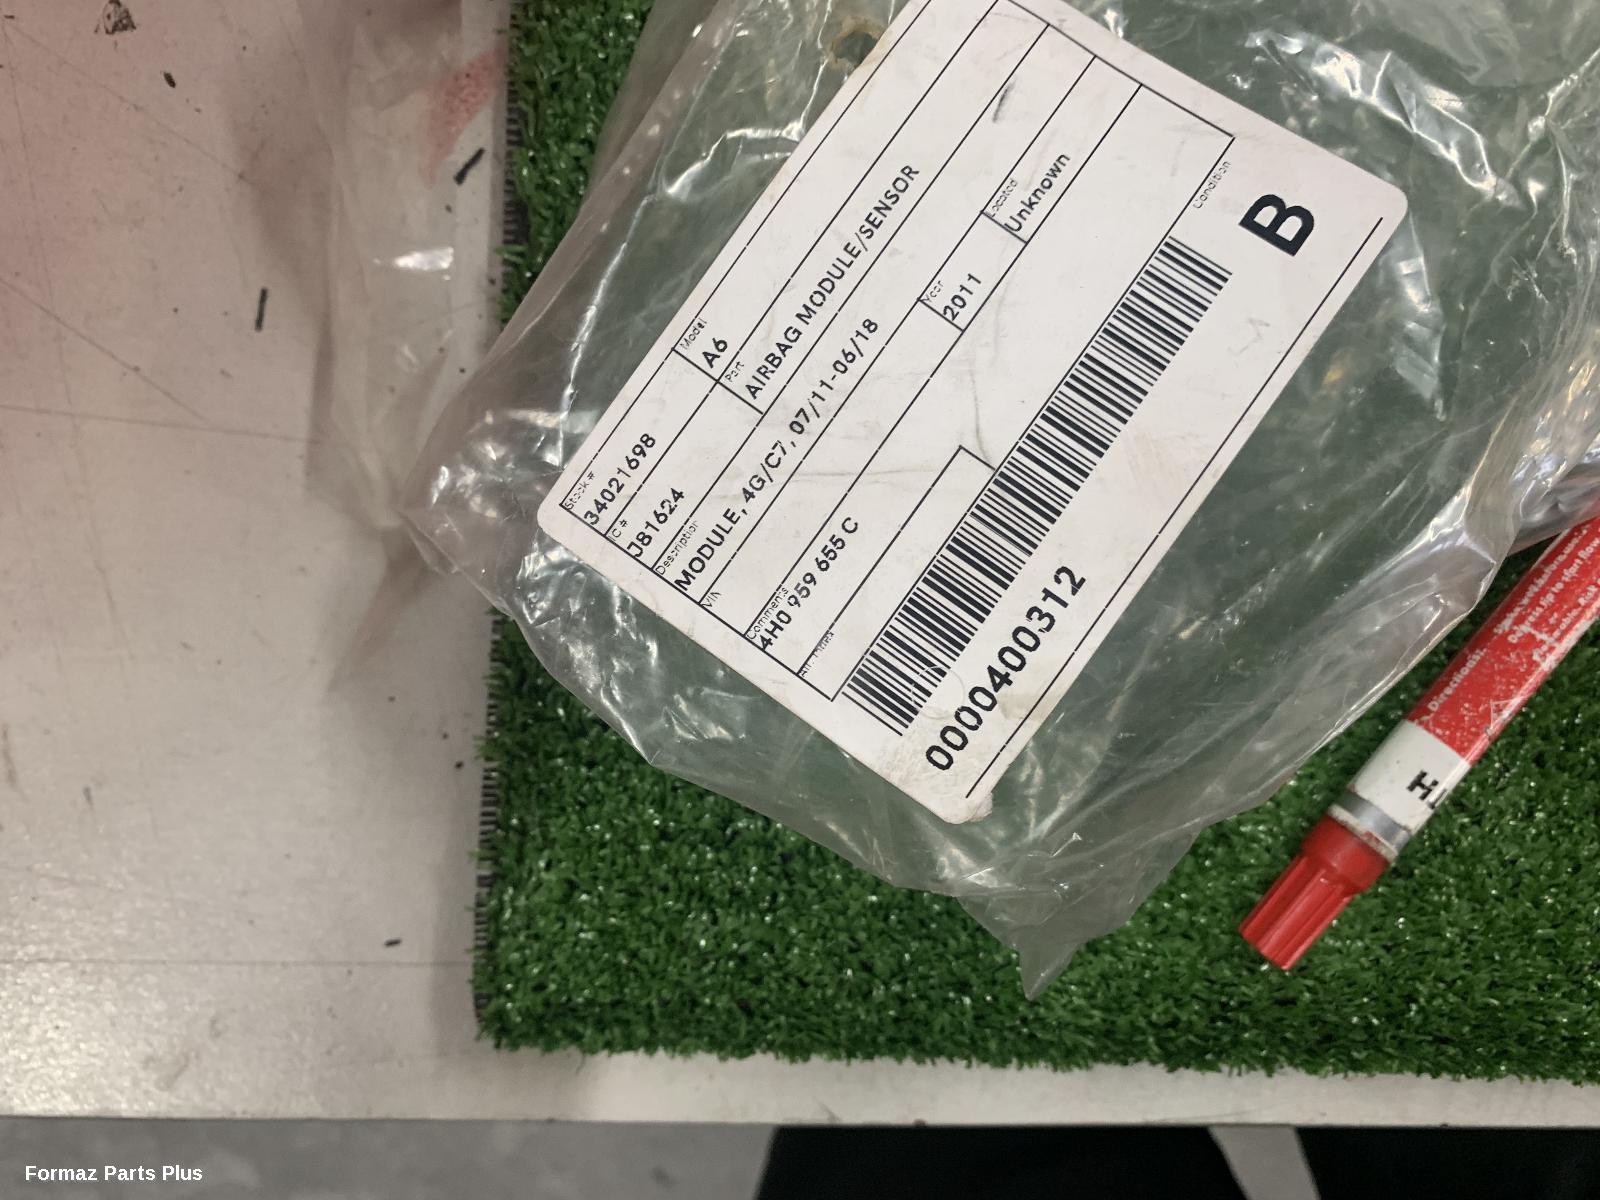 Stock #
34021698
Model
A6
IC #
J81624
Part
AIRBAG MODULE/SENSOR
Description
MODULE, 4G/C7, 07/11-06/18
VIN
Year
2011
Located
Unknown
Comments
4H0 959 655 C
Condition
B
0000400312
Directions:
Formaz Parts Plus